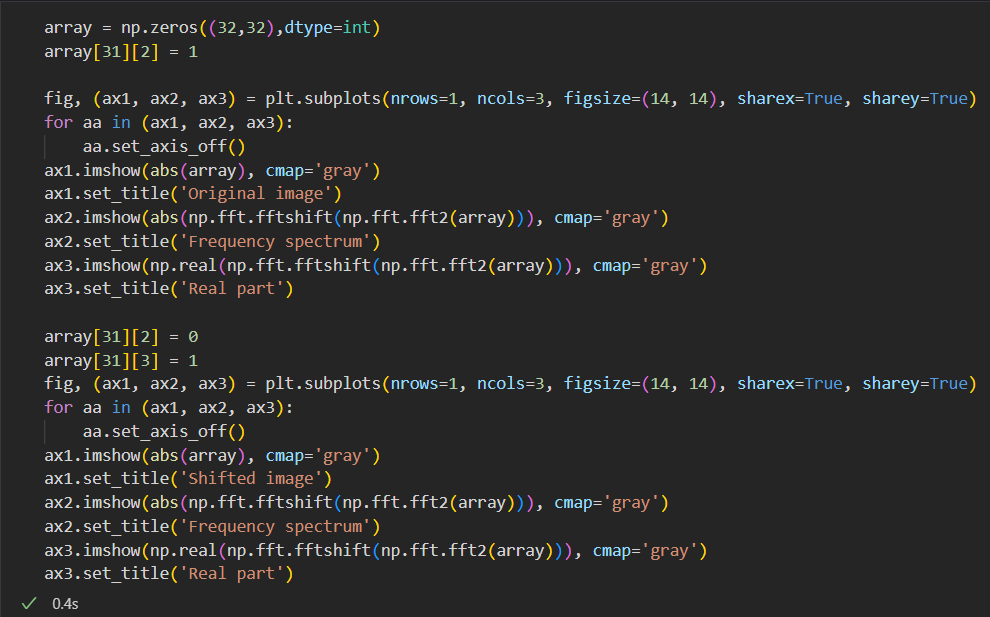 array = np.zeros((32,32),dtype=int)
array[31][2] = 1
fig, (ax1, ax2, ax3) = plt.subplots(nrows=1, ncols=3, figsize=(14, 14), sharex=True, sharey=True)
for aa in (ax1, ax2, ax3):
    aa.set_axis_off()
ax1.imshow(abs(array), cmap='gray')
ax1.set_title('Original image')
ax2.imshow(abs(np.fft.fftshift(np.fft.fft2(array))), cmap='gray')
ax2.set_title('Frequency spectrum')
ax3.imshow(np.real(np.fft.fftshift(np.fft.fft2(array))), cmap='gray')
ax3.set_title('Real part')
array[31][2] = 0
array[31][3] = 1
fig, (ax1, ax2, ax3) = plt.subplots(nrows=1, ncols=3, figsize=(14, 14), sharex=True, sharey=True)
for aa in (ax1, ax2, ax3):
    aa.set_axis_off()
ax1.imshow(abs(array), cmap='gray')
ax1.set_title('Shifted image')
ax2.imshow(abs(np.fft.fftshift(np.fft.fft2(array))), cmap='gray')
ax2.set_title('Frequency spectrum')
ax3.imshow(np.real(np.fft.fftshift(np.fft.fft2(array))), cmap='gray')
ax3.set_title('Real part')
0.4s